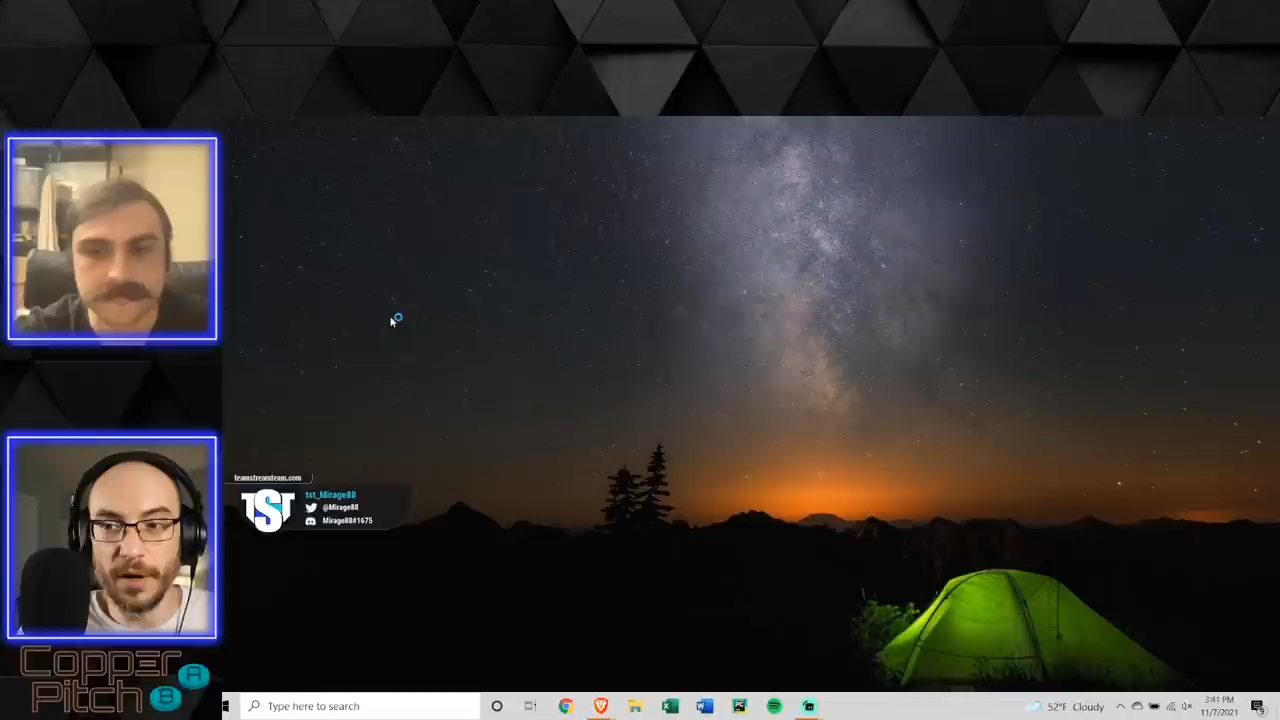 teamstreamteam.com
TST
tst_Mirage88
@Mirage88
Mirage88#1675
Copper
Pitch
A
B
Type here to search
52°F Cloudy
3:41 PM
11/7/2021